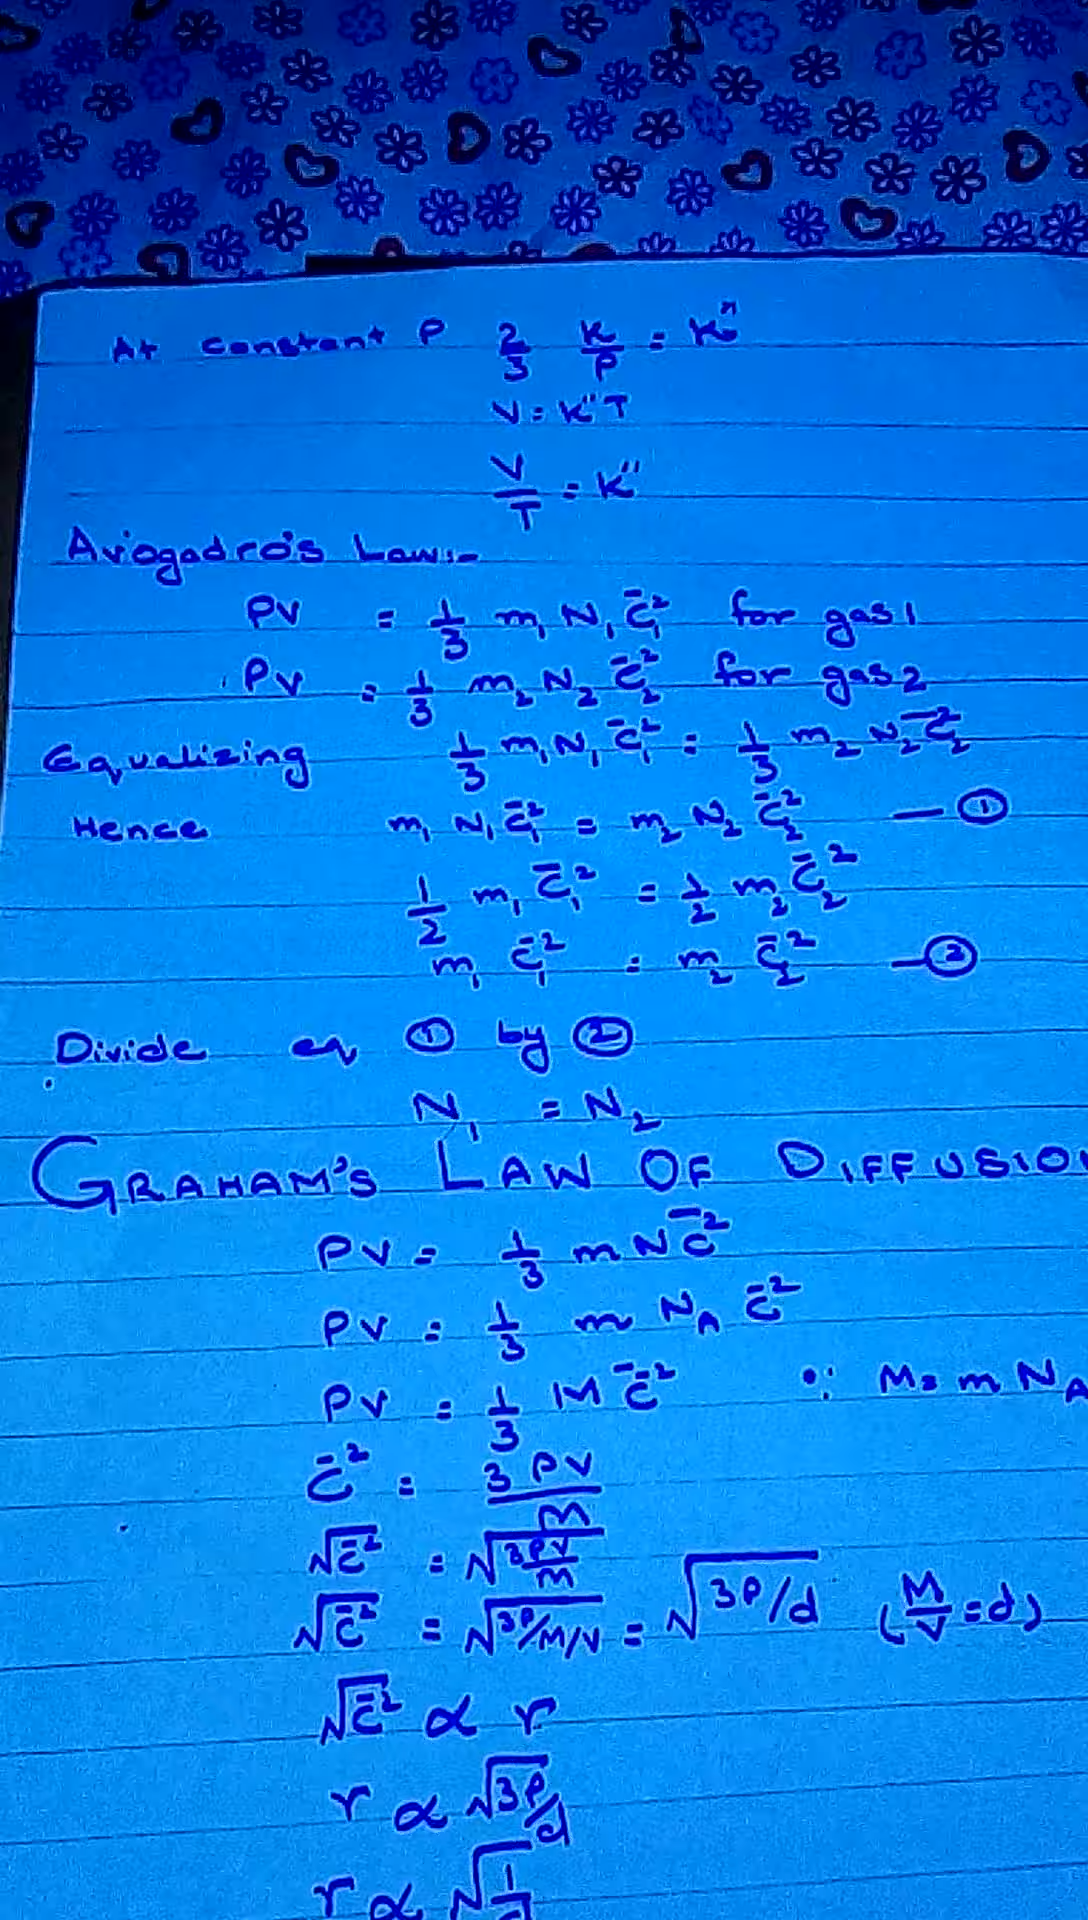 At constant P 2/3 K/P = K"
V = K"T
V/T = K"
Aviogadro's Law:-
PV = 1/3 m₁ N₁ c̄₁² for gas 1
PV = 1/3 m₂ N₂ c̄₂² for gas 2
Equalizing 1/3 m₁ N₁ c̄₁² = 1/3 m₂ N₂ c̄₂²
Hence m₁ N₁ c̄₁² = m₂ N₂ c̄₂² — ①
1/2 m₁ c̄₁² = 1/2 m₂ c̄₂²
m₁ c̄₁² = m₂ c̄₂² — ②
Divide eq ① by ②
N₁ = N₂
GRAHAM'S LAW OF DIFFUSIO
PV = 1/3 m N c̄²
PV = 1/3 m N_A c̄²
PV = 1/3 M c̄² ∵ M = m N_A
c̄² = 3PV/M
√c̄² = √3PV/M
√c̄² = √3P/M/V = √3P/d (M/V = d)
√c̄² ∝ r
r ∝ √3P/d
r ∝ √1/